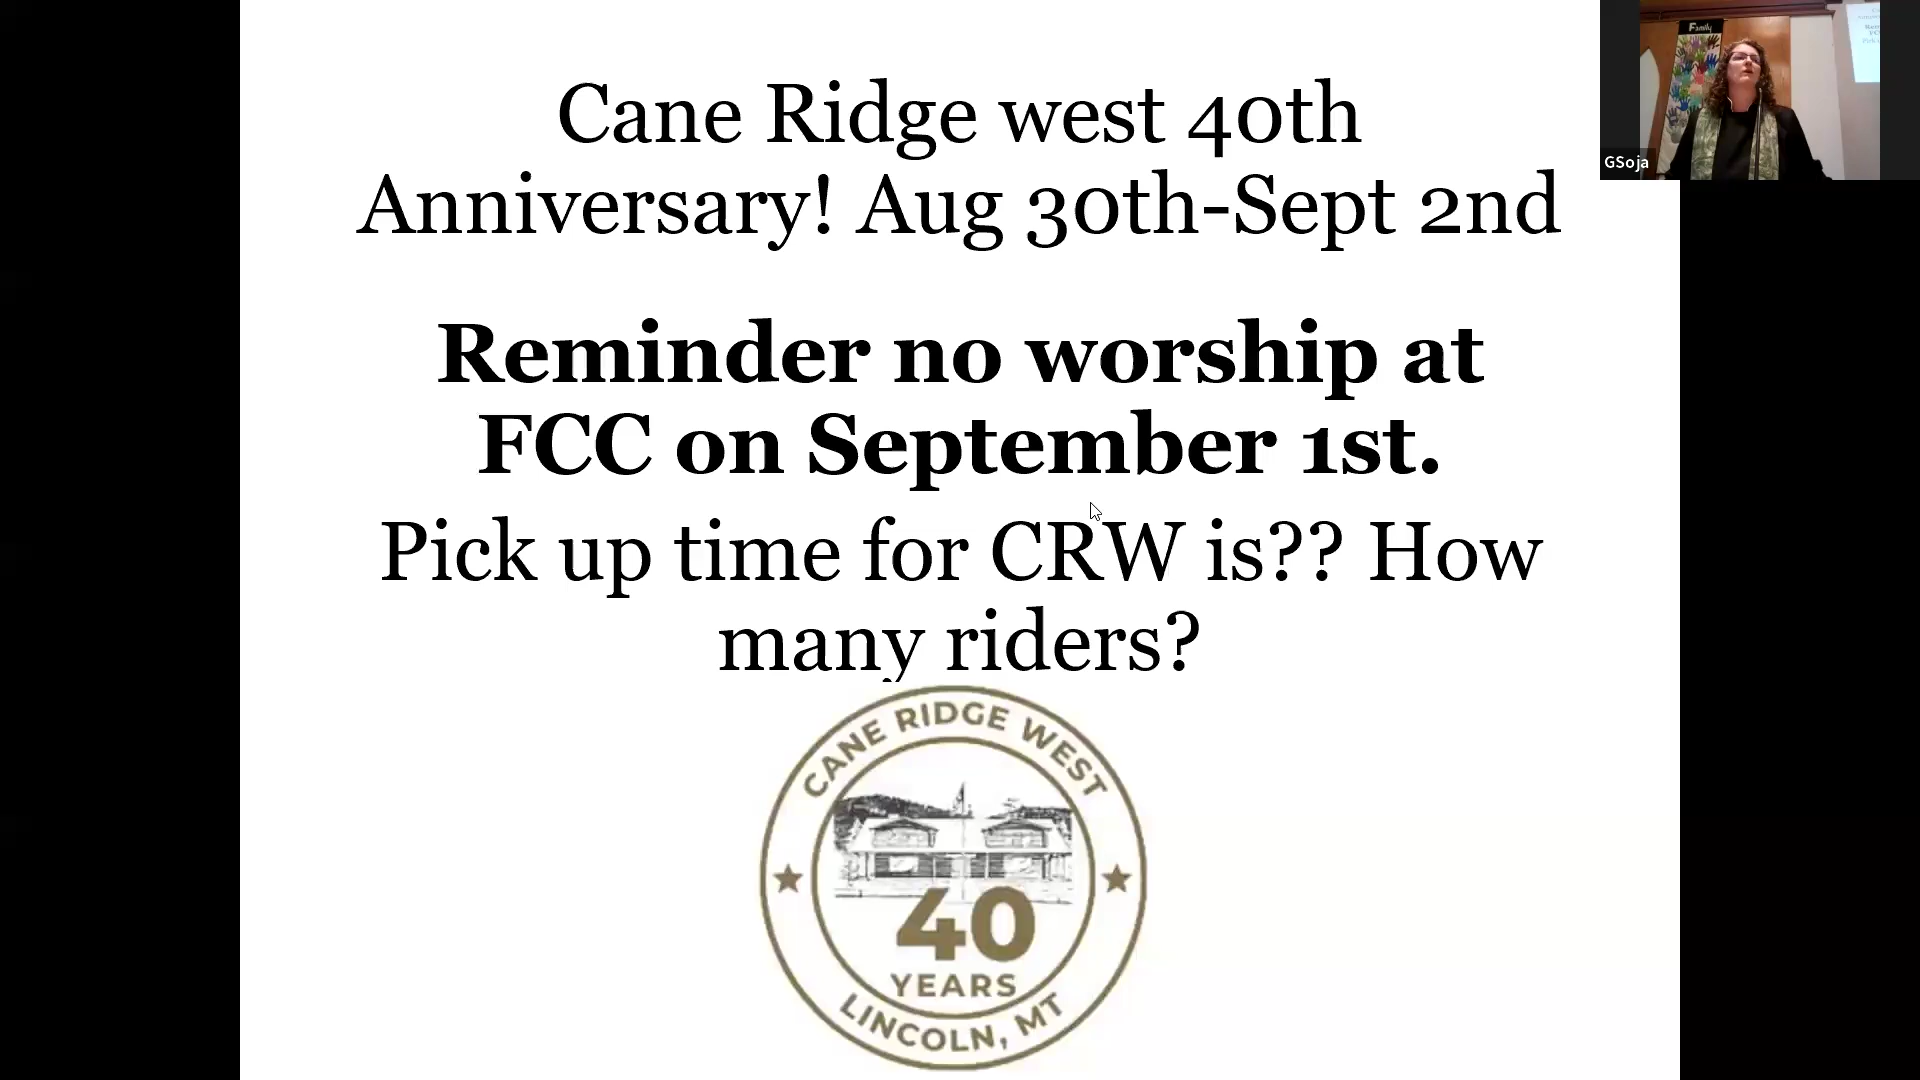 Cane Ridge west 40th
Anniversary! Aug 30th-Sept 2nd
Reminder no worship at
FCC on September 1st.
Pick up time for CRW is?? How
many riders?
CANE RIDGE WEST
40
YEARS
LINCOLN, MT
Family
GSoja